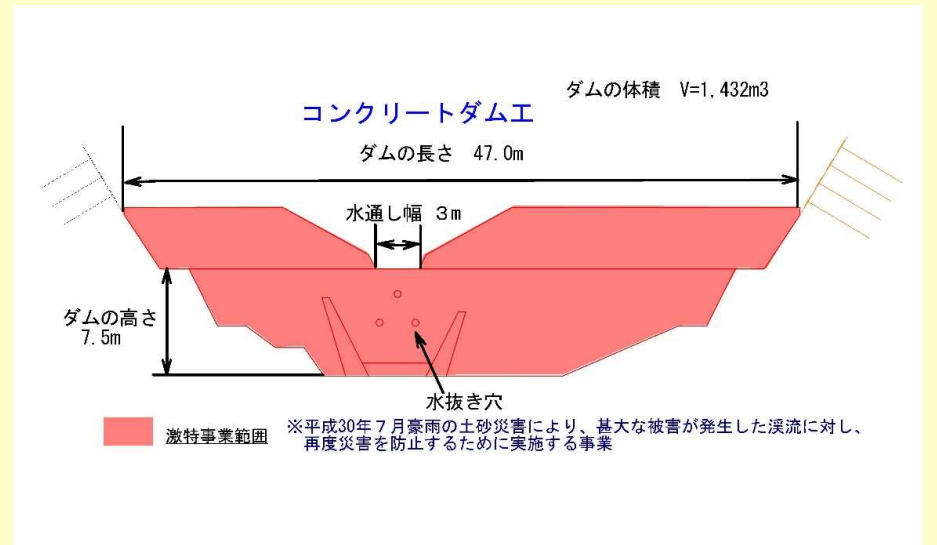 ダムの体積 V=1,432m3
コンクリートダム工
ダムの長さ 47.0m
水通し幅 3m
ダムの高さ
7.5m
水抜き穴
激特事業範囲
※平成30年7月豪雨の土砂災害により、甚大な被害が発生した渓流に対し、
再度災害を防止するために実施する事業